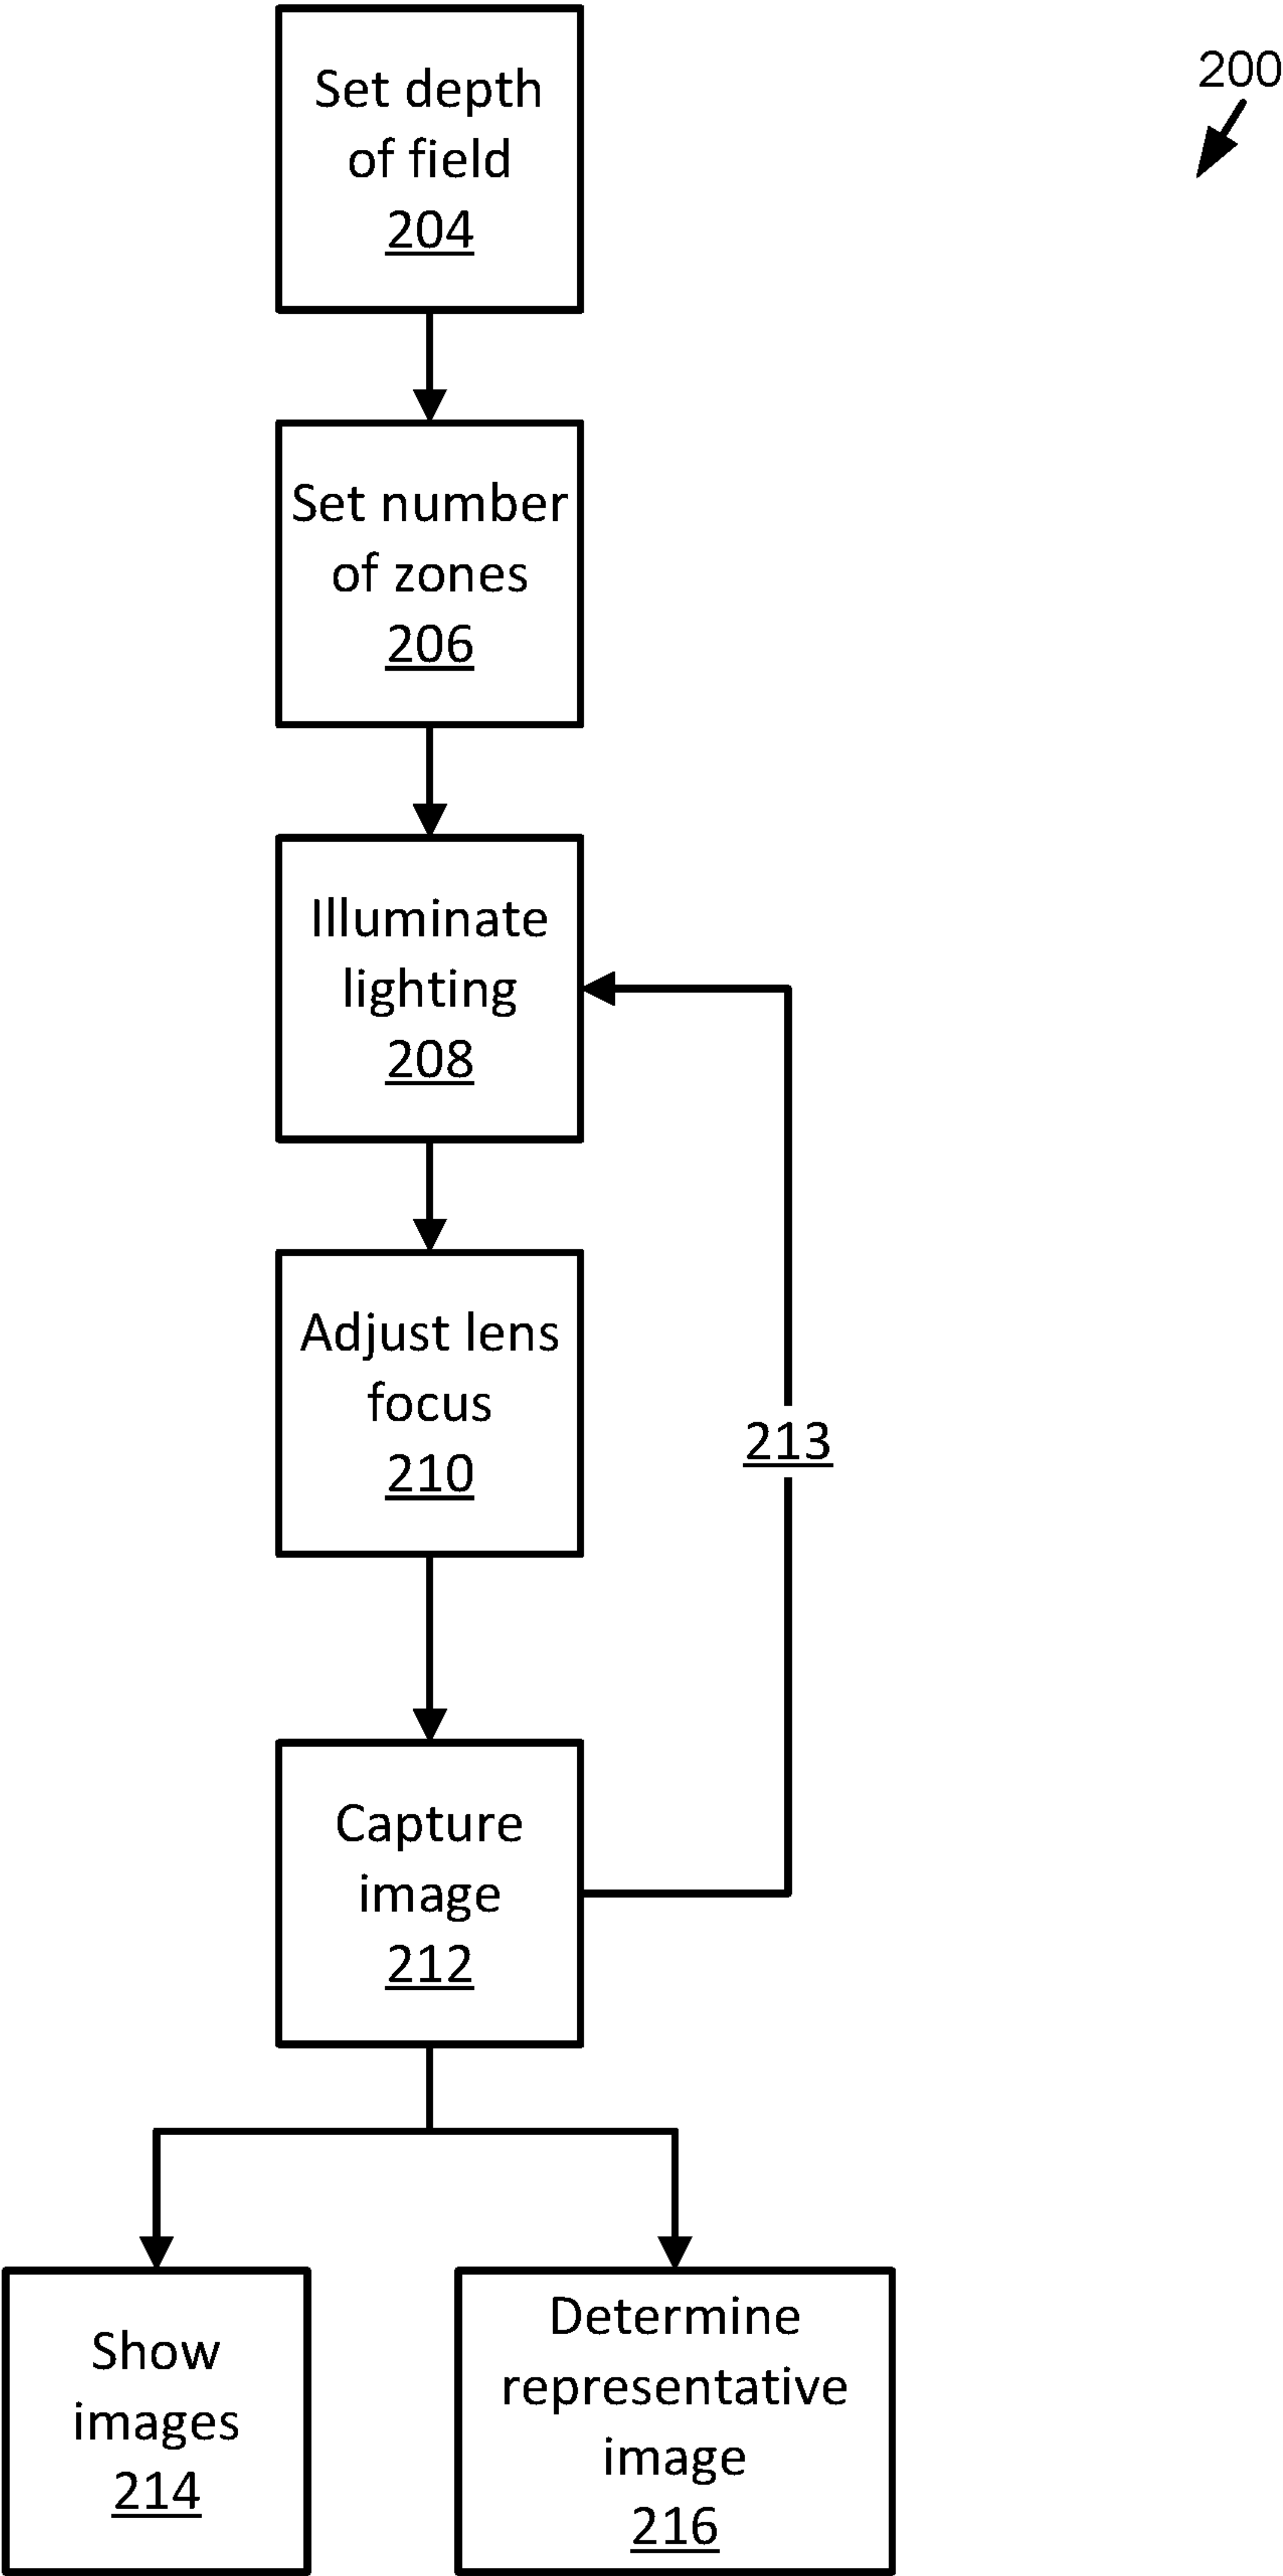 200
Set depth
of field
204
Set number
of zones
206
Illuminate
lighting
208
Adjust lens
focus
210
213
Capture
image
212
Show
images
214
Determine
representative
image
216